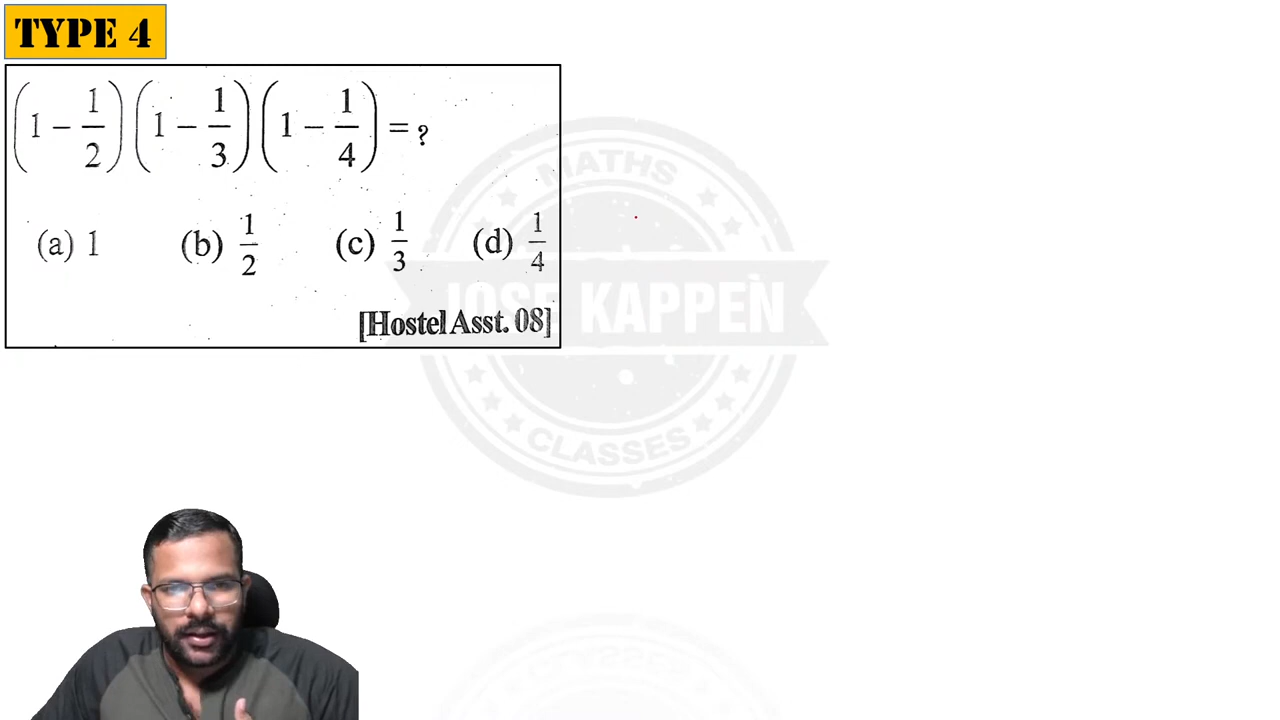 TYPE 4
(1 − 1/2) (1 − 1/3) (1 − 1/4) = ?
(a) 1 (b) 1/2 (c) 1/3 (d) 1/4
[Hostel Asst. 08]
MATHS
JOSE KAPPEN
CLASSES